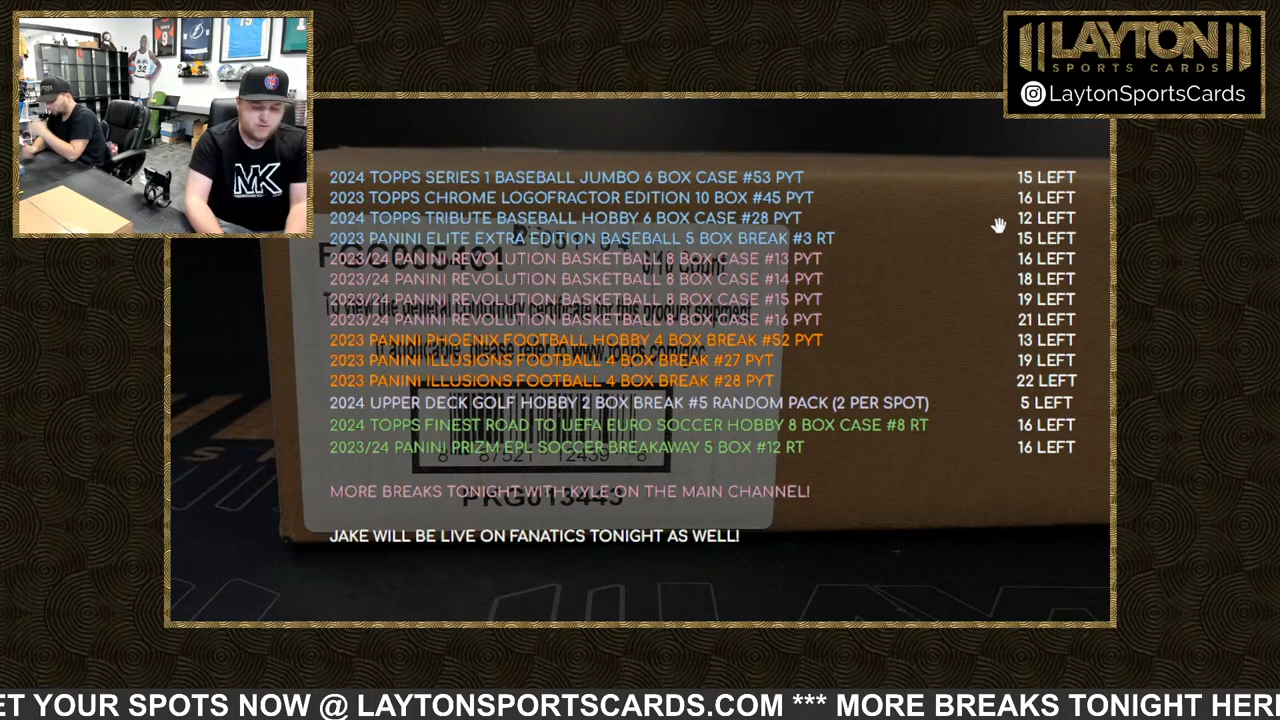 LAYTON
SPORTS CARDS
LaytonSportsCards
MK
32
9
2024 TOPPS SERIES 1 BASEBALL JUMBO 6 BOX CASE #53 PYT 15 LEFT
2023 TOPPS CHROME LOGOFRACTOR EDITION 10 BOX #45 PYT 16 LEFT
2024 TOPPS TRIBUTE BASEBALL HOBBY 6 BOX CASE #28 PYT 12 LEFT
2023 PANINI ELITE EXTRA EDITION BASEBALL 5 BOX BREAK #3 RT 15 LEFT
2023/24 PANINI REVOLUTION BASKETBALL 8 BOX CASE #13 PYT 16 LEFT
2023/24 PANINI REVOLUTION BASKETBALL 8 BOX CASE #14 PYT 18 LEFT
2023/24 PANINI REVOLUTION BASKETBALL 8 BOX CASE #15 PYT 19 LEFT
2023/24 PANINI REVOLUTION BASKETBALL 8 BOX CASE #16 PYT 21 LEFT
2023 PANINI PHOENIX FOOTBALL HOBBY 4 BOX BREAK #52 PYT 13 LEFT
2023 PANINI ILLUSIONS FOOTBALL 4 BOX BREAK #27 PYT 19 LEFT
2023 PANINI ILLUSIONS FOOTBALL 4 BOX BREAK #28 PYT 22 LEFT
2024 UPPER DECK GOLF HOBBY 2 BOX BREAK #5 RANDOM PACK (2 PER SPOT) 5 LEFT
2024 TOPPS FINEST ROAD TO UEFA EURO SOCCER HOBBY 8 BOX CASE #8 RT 16 LEFT
2023/24 PANINI PRIZM EPL SOCCER BREAKAWAY 5 BOX #12 RT 16 LEFT
8 87521 12439 8
MORE BREAKS TONIGHT WITH KYLE ON THE MAIN CHANNEL!
PKG013443
JAKE WILL BE LIVE ON FANATICS TONIGHT AS WELL!
ET YOUR SPOTS NOW @ LAYTONSPORTSCARDS.COM *** MORE BREAKS TONIGHT HER